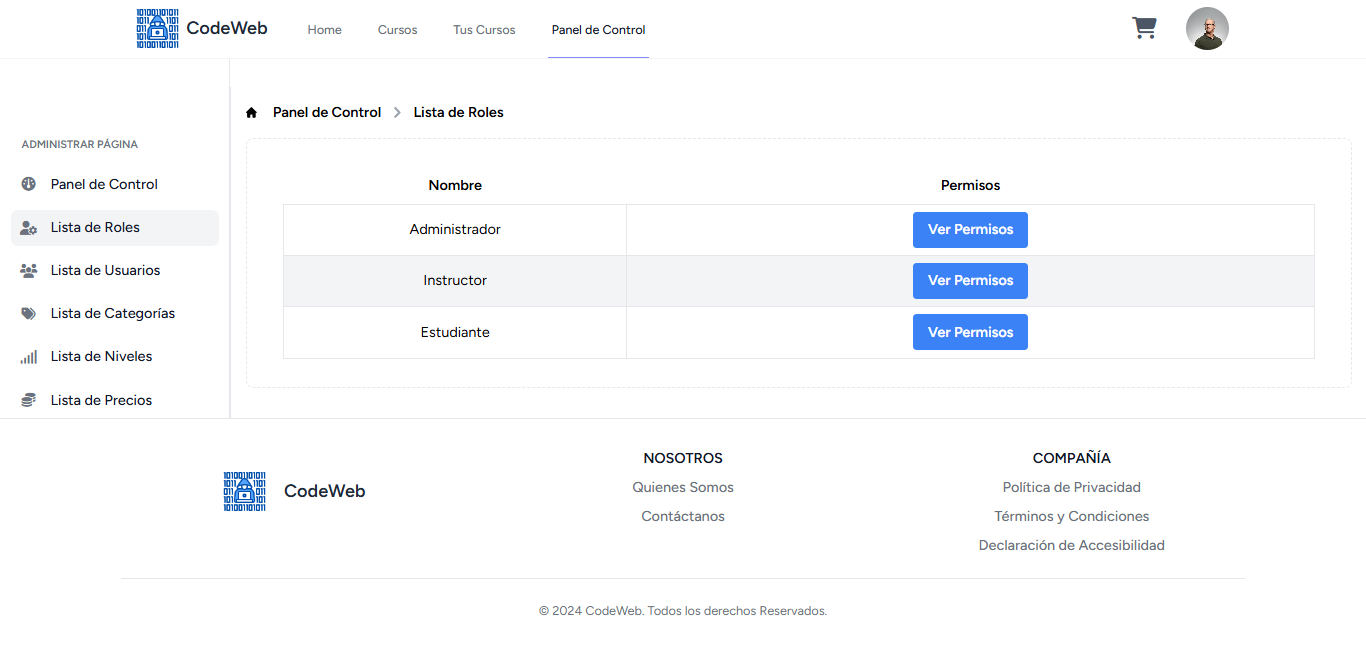 CodeWeb
Home Cursos Tus Cursos Panel de Control
Panel de Control > Lista de Roles
ADMINISTRAR PÁGINA
Panel de Control
Lista de Roles
Lista de Usuarios
Lista de Categorías
Lista de Niveles
Lista de Precios
Nombre Permisos
Administrador Ver Permisos
Instructor Ver Permisos
Estudiante Ver Permisos
CodeWeb
NOSOTROS
Quienes Somos
Contáctanos
COMPAÑÍA
Política de Privacidad
Términos y Condiciones
Declaración de Accesibilidad
© 2024 CodeWeb. Todos los derechos Reservados.